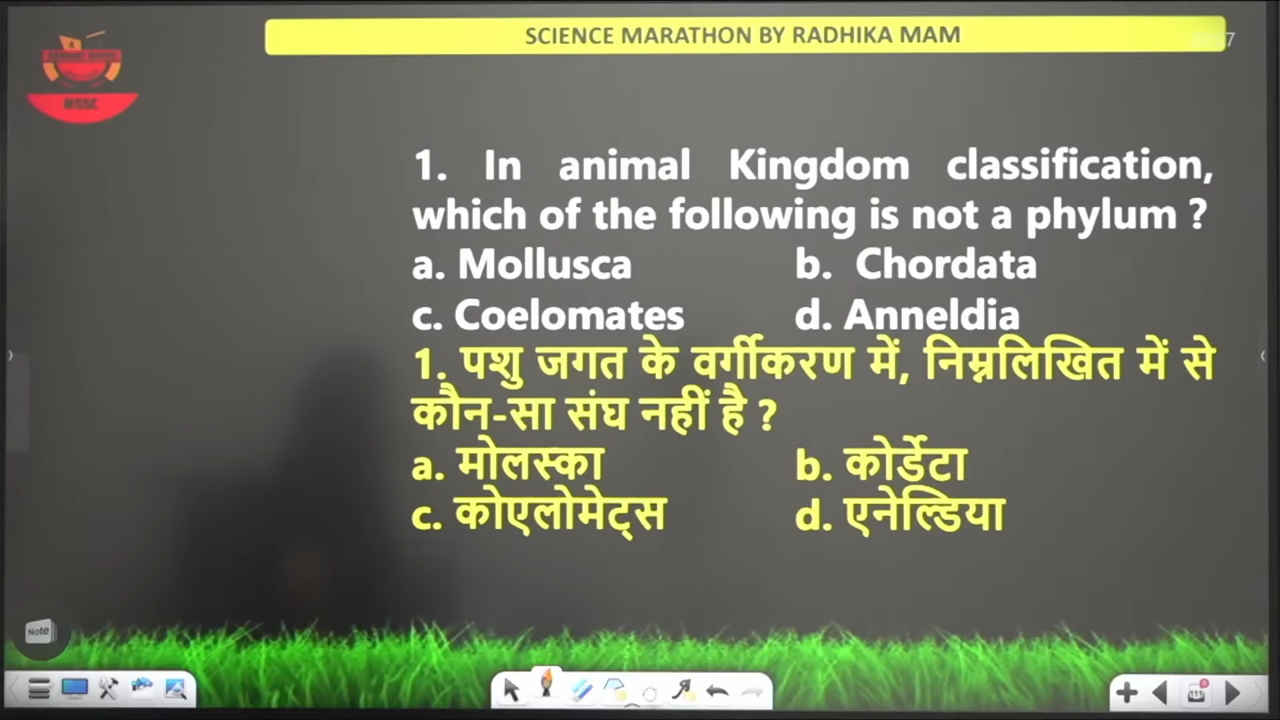 SCIENCE MARATHON BY RADHIKA MAM
#SSC
1. In animal Kingdom classification,
which of the following is not a phylum ?
a. Mollusca b. Chordata
c. Coelomates d. Anneldia
1. पशु जगत के वर्गीकरण में, निम्नलिखित में से
कौन-सा संघ नहीं है ?
a. मोलस्का b. कोर्डेटा
c. कोएलोमेट्स d. एनेल्डिया
Note